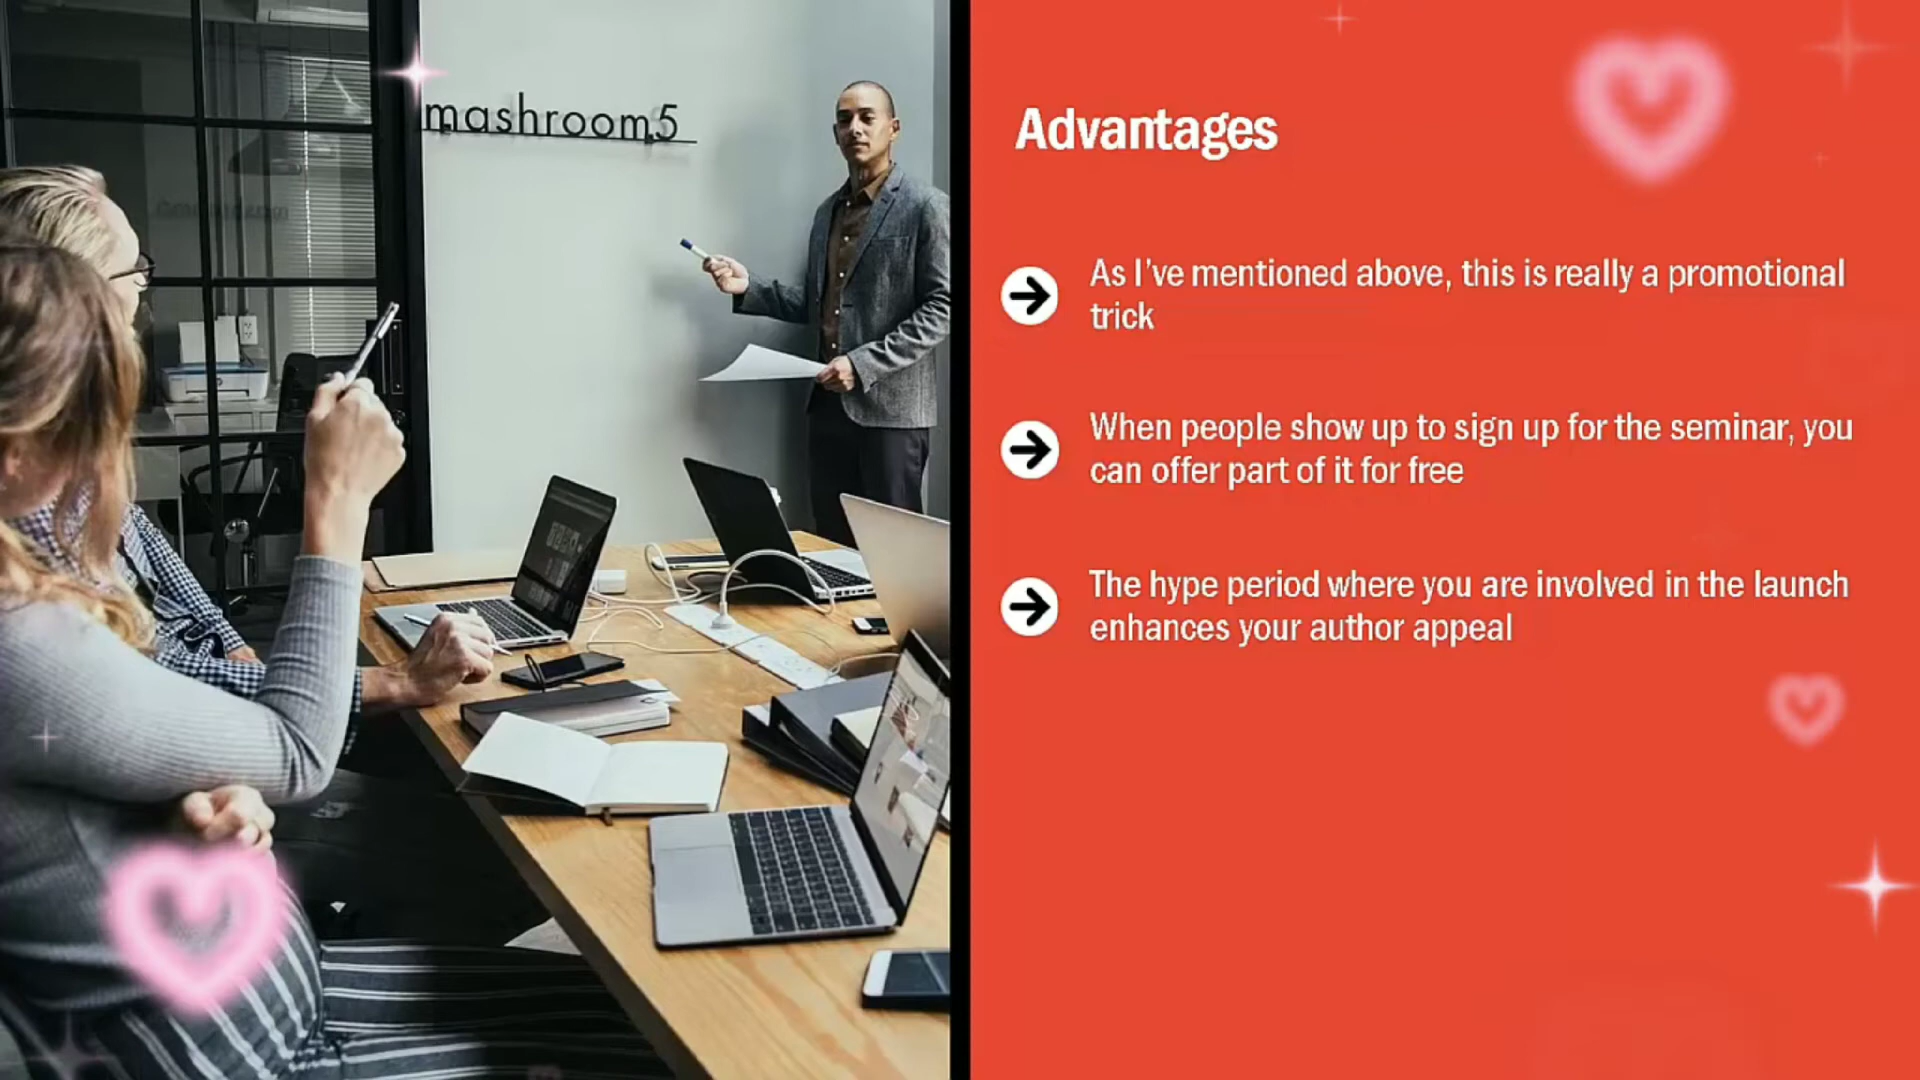 mashroom5
Advantages
As I've mentioned above, this is really a promotional
trick
When people show up to sign up for the seminar, you
can offer part of it for free
The hype period where you are involved in the launch
enhances your author appeal